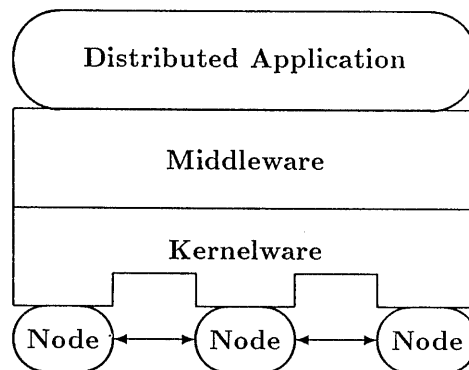 Distributed Application
Middleware
Kernelware
Node Node Node